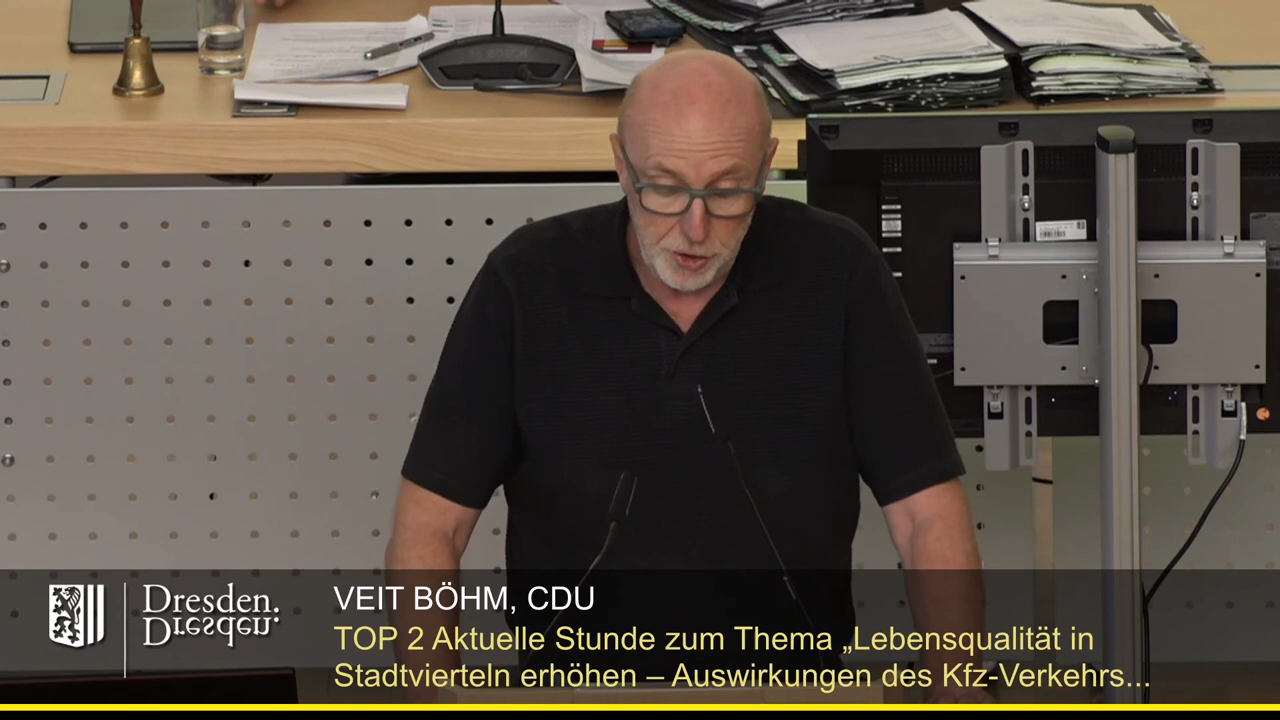 BOSCH
Dresden.
Dresden.
VEIT BÖHM, CDU
TOP 2 Aktuelle Stunde zum Thema „Lebensqualität in
Stadtvierteln erhöhen – Auswirkungen des Kfz-Verkehrs...